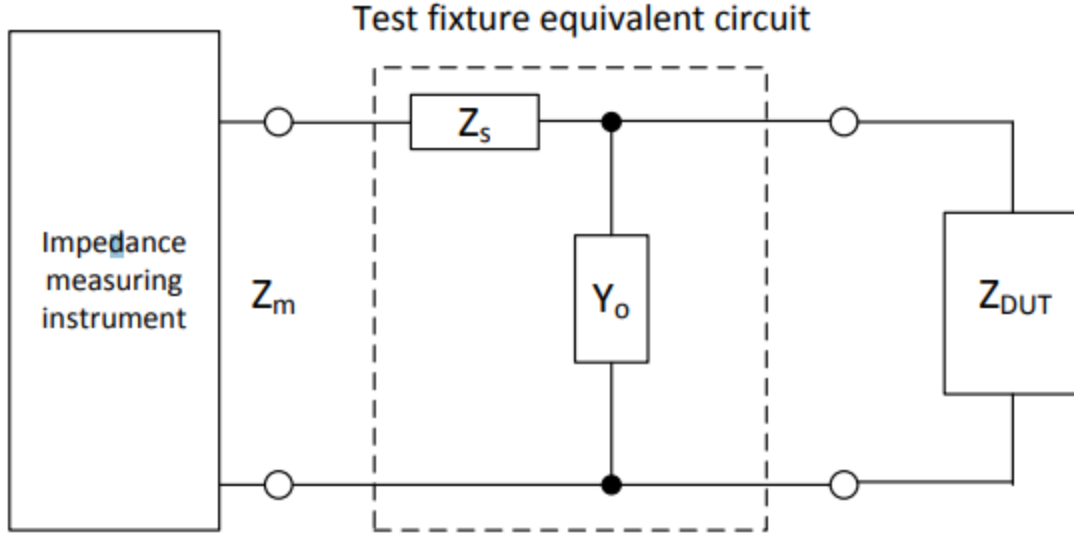 Test fixture equivalent circuit
Zs
Impedance
measuring
instrument
Zm
Yo
ZDUT